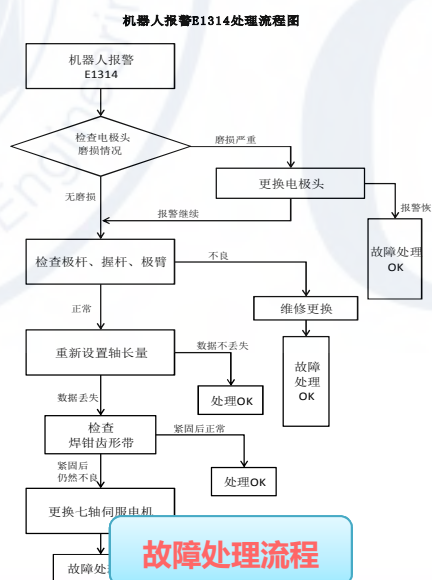 机器人报警E1314处理流程图
机器人报警
E1314
检查电极头
磨损情况
磨损严重
更换电极头
无磨损
报警继续
报警恢
故障处理
OK
检查极杆、握杆、极臂
不良
维修更换
正常
故障
处理
OK
重新设置轴长量
数据不丢失
处理OK
数据丢失
检查
焊钳齿形带
紧固后正常
处理OK
紧固后
仍然不良
更换七轴伺服电机
故障处
故障处理流程